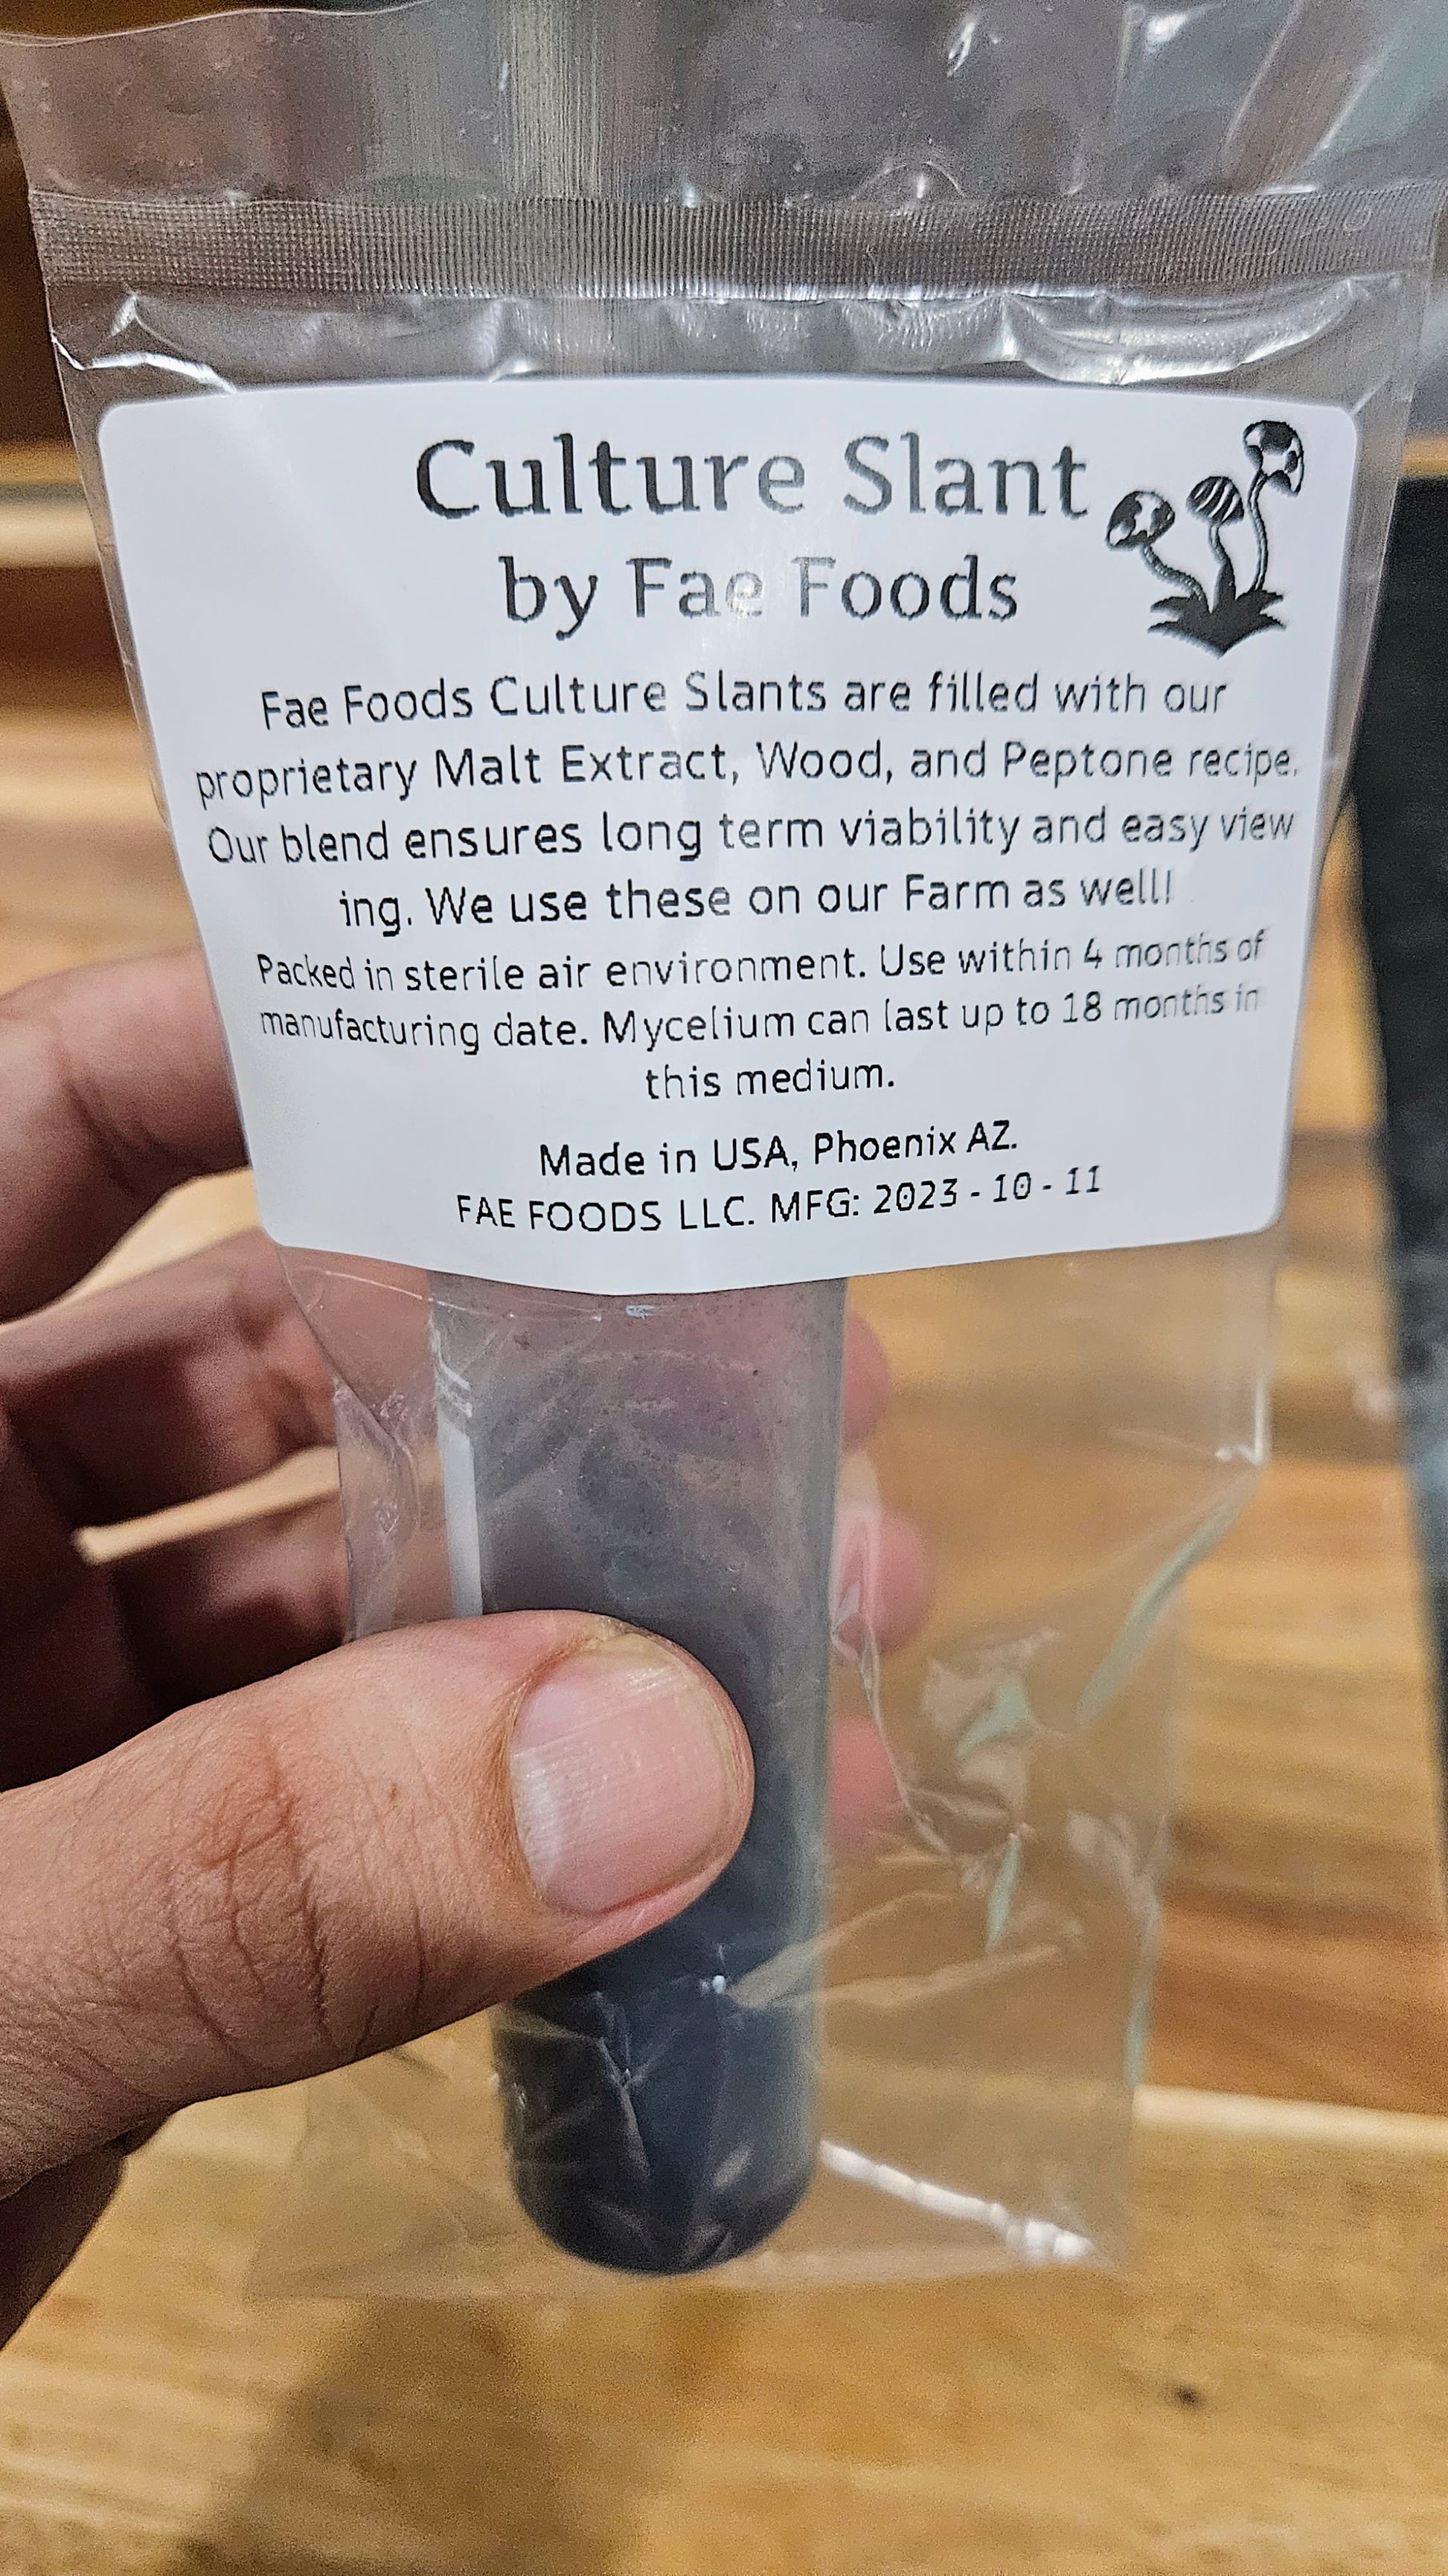 Culture Slant
by Fae Foods
Fae Foods Culture Slants are filled with our
proprietary Malt Extract, Wood, and Peptone recipe.
Our blend ensures long term viability and easy view
ing. We use these on our Farm as well!
Packed in sterile air environment. Use within 4 months of
manufacturing date. Mycelium can last up to 18 months in
this medium.
Made in USA, Phoenix AZ.
FAE FOODS LLC. MFG: 2023 - 10 - 11